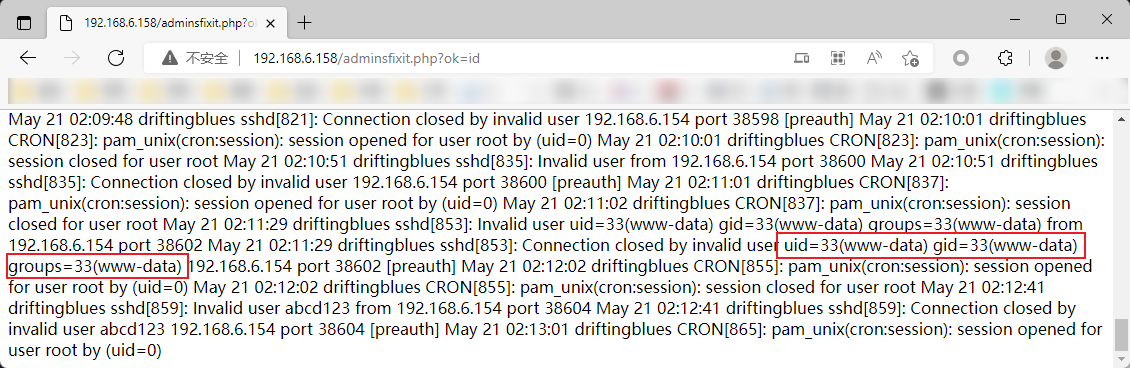 192.168.6.158/adminsfixit.php?ok
不安全 192.168.6.158/adminsfixit.php?ok=id
May 21 02:09:48 driftingblues sshd[821]: Connection closed by invalid user 192.168.6.154 port 38598 [preauth] May 21 02:10:01 driftingblues
CRON[823]: pam_unix(cron:session): session opened for user root by (uid=0) May 21 02:10:01 driftingblues CRON[823]: pam_unix(cron:session):
session closed for user root May 21 02:10:51 driftingblues sshd[835]: Invalid user from 192.168.6.154 port 38600 May 21 02:10:51 driftingblues
sshd[835]: Connection closed by invalid user 192.168.6.154 port 38600 [preauth] May 21 02:11:01 driftingblues CRON[837]:
pam_unix(cron:session): session opened for user root by (uid=0) May 21 02:11:02 driftingblues CRON[837]: pam_unix(cron:session): session
closed for user root May 21 02:11:29 driftingblues sshd[853]: Invalid user uid=33(www-data) gid=33(www-data) groups=33(www-data) from
192.168.6.154 port 38602 May 21 02:11:29 driftingblues sshd[853]: Connection closed by invalid user uid=33(www-data) gid=33(www-data)
groups=33(www-data) 192.168.6.154 port 38602 [preauth] May 21 02:12:02 driftingblues CRON[855]: pam_unix(cron:session): session opened
for user root by (uid=0) May 21 02:12:02 driftingblues CRON[855]: pam_unix(cron:session): session closed for user root May 21 02:12:41
driftingblues sshd[859]: Invalid user abcd123 from 192.168.6.154 port 38604 May 21 02:12:41 driftingblues sshd[859]: Connection closed by
invalid user abcd123 192.168.6.154 port 38604 [preauth] May 21 02:13:01 driftingblues CRON[865]: pam_unix(cron:session): session opened for
user root by (uid=0)